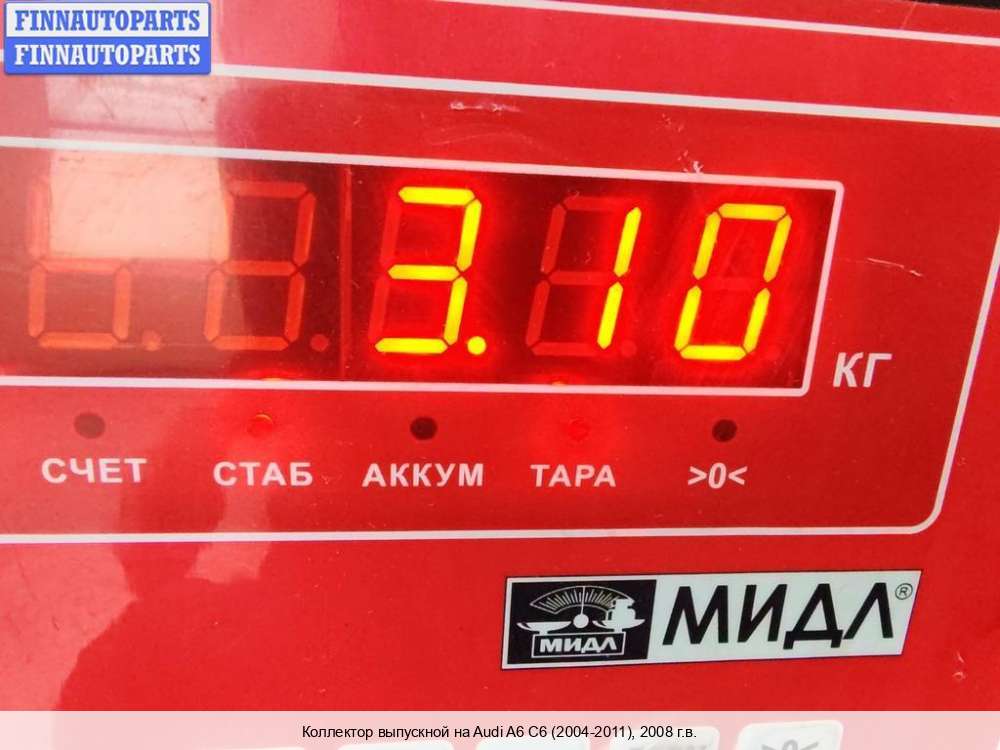 FINNAUTOPARTS
FINNAUTOPARTS
3.10
КГ
СЧЕТ СТАБ АККУМ ТАРА >0<
МИДЛ МИДЛ®
Коллектор выпускной на Audi A6 C6 (2004-2011), 2008 г.в.